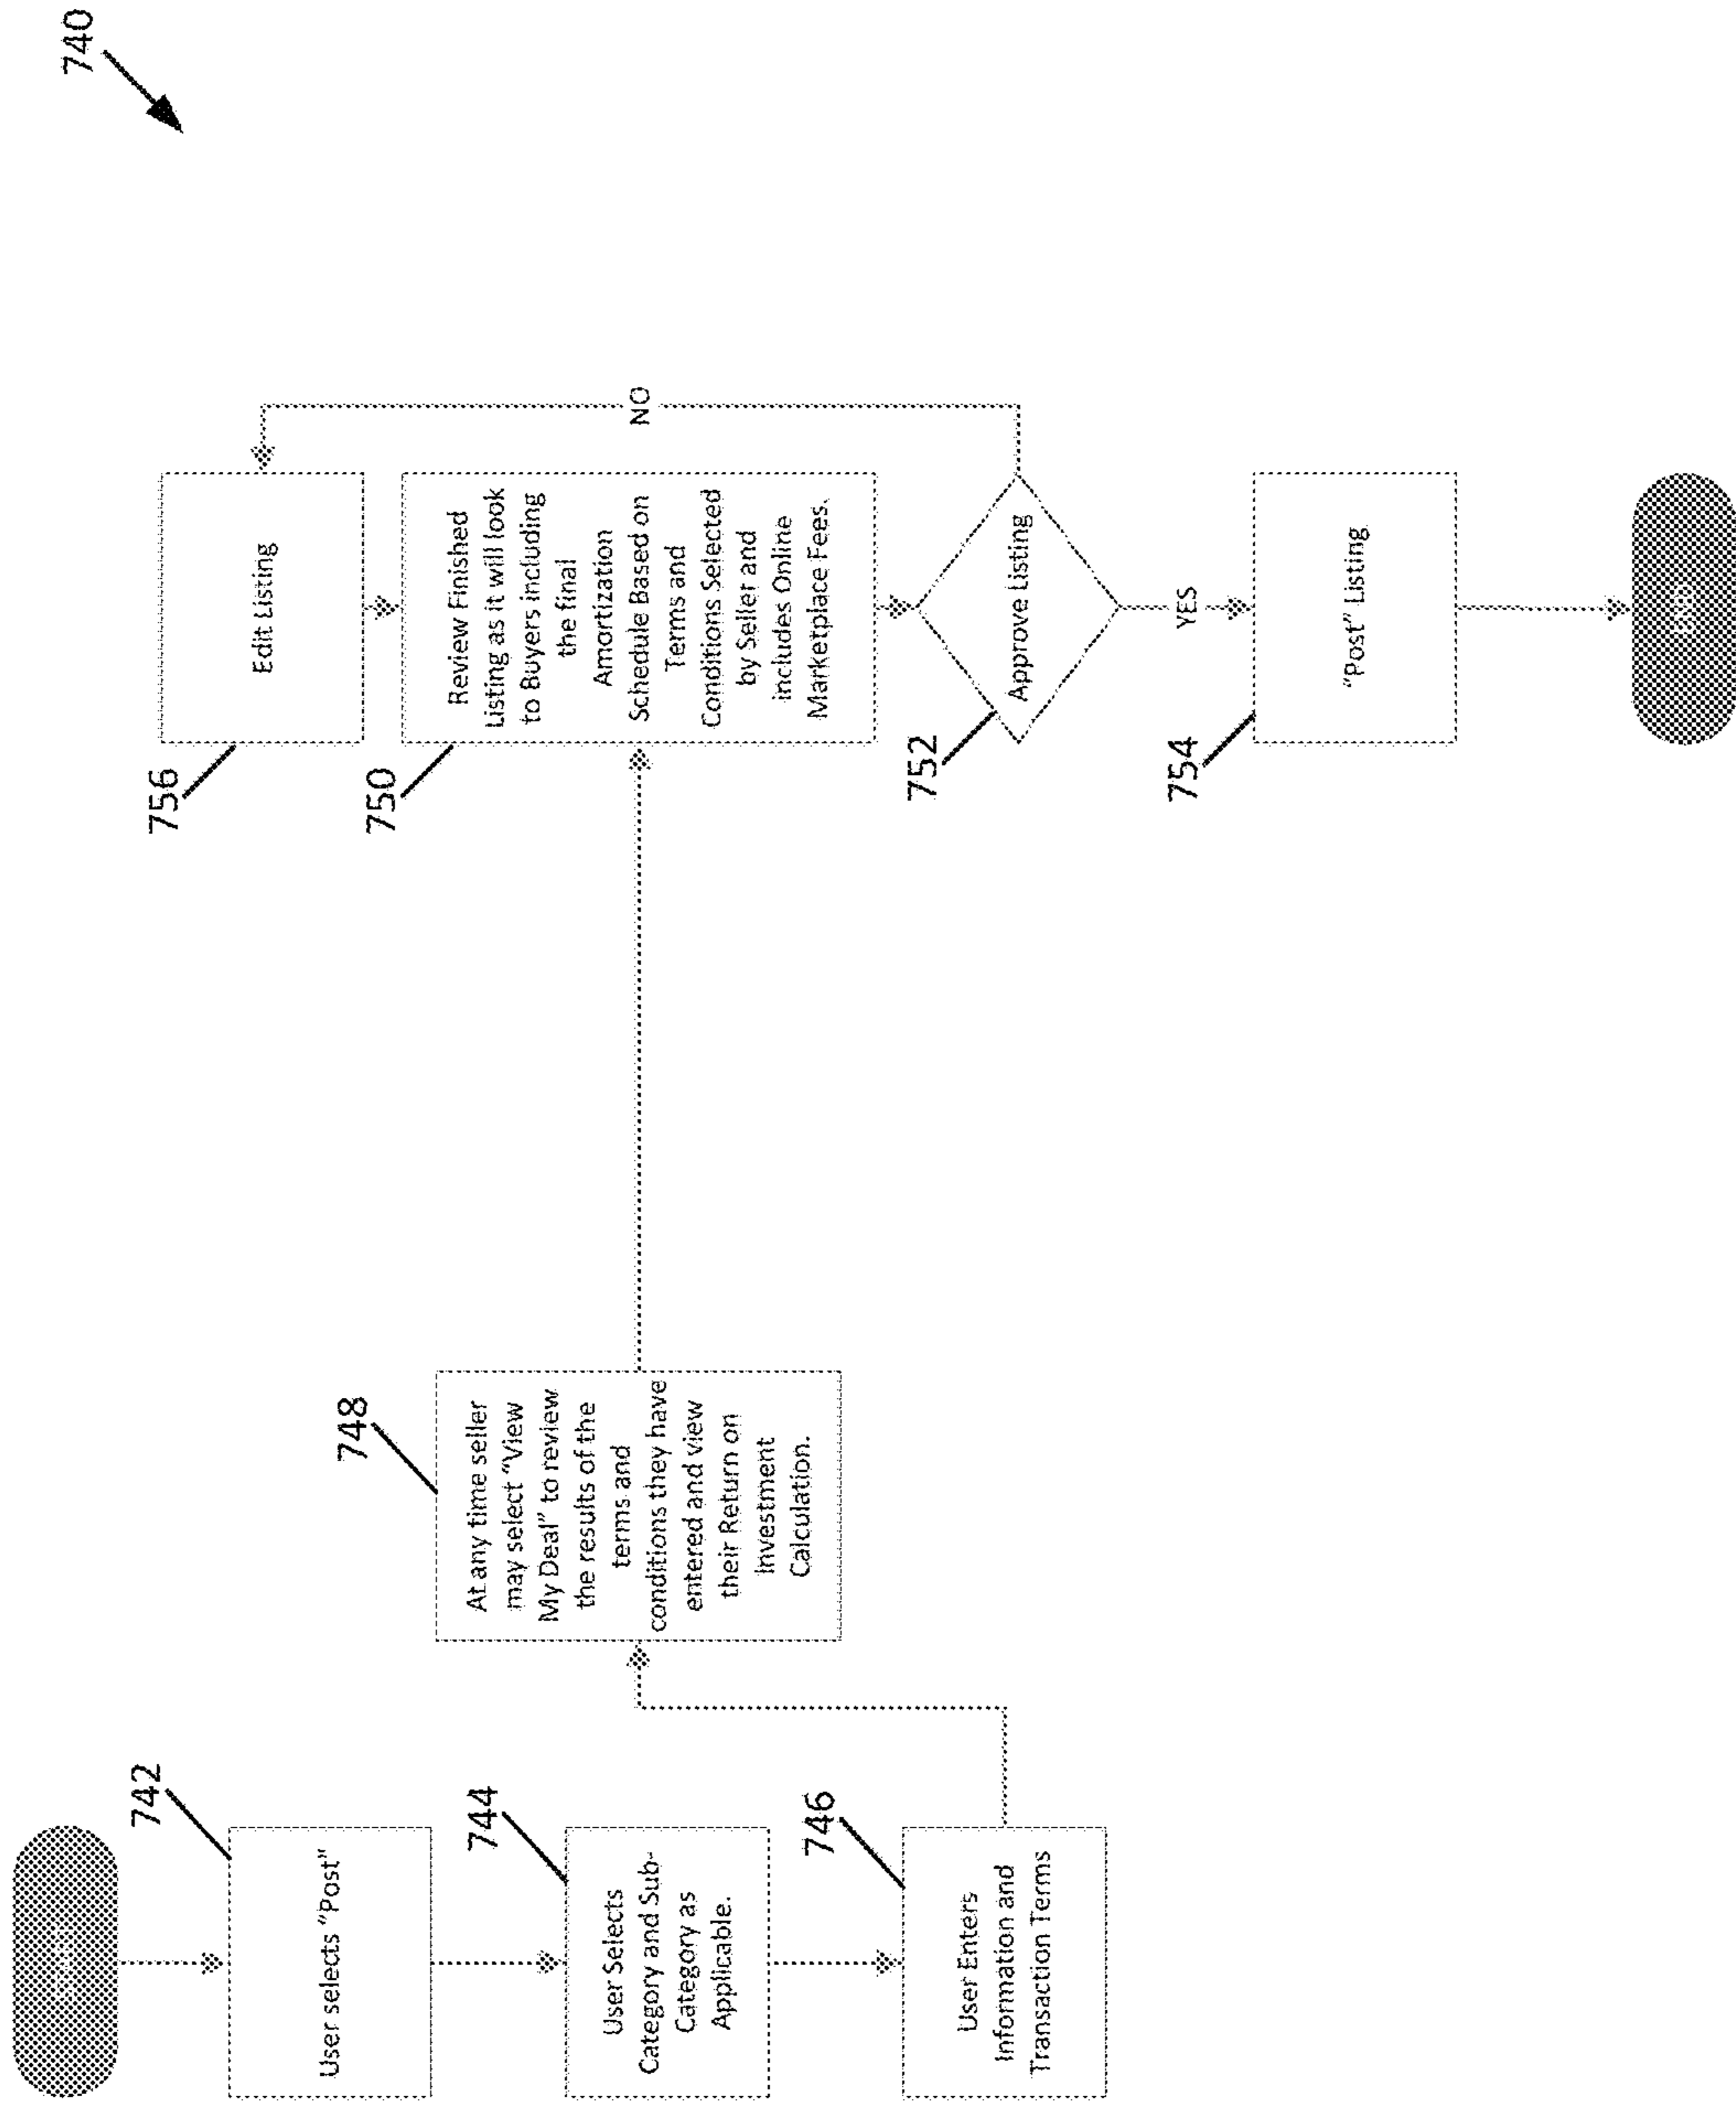 740
742
User selects "Post"
744
User Selects
Category and Sub-
Category as
Applicable.
746
User Enters
Information and
Transaction Terms
748
At any time seller
may select "View
My Deal" to review
the results of the
terms and
conditions they have
entered and view
their Return on
Investment
Calculation.
756
Edit Listing
750
Review Finished
Listing as it will look
to Buyers including
the final
Amortization
Schedule Based on
Terms and
Conditions Selected
by Seller and
includes Online
Marketplace Fees.
NO
752
Approve Listing
YES
754
"Post" Listing